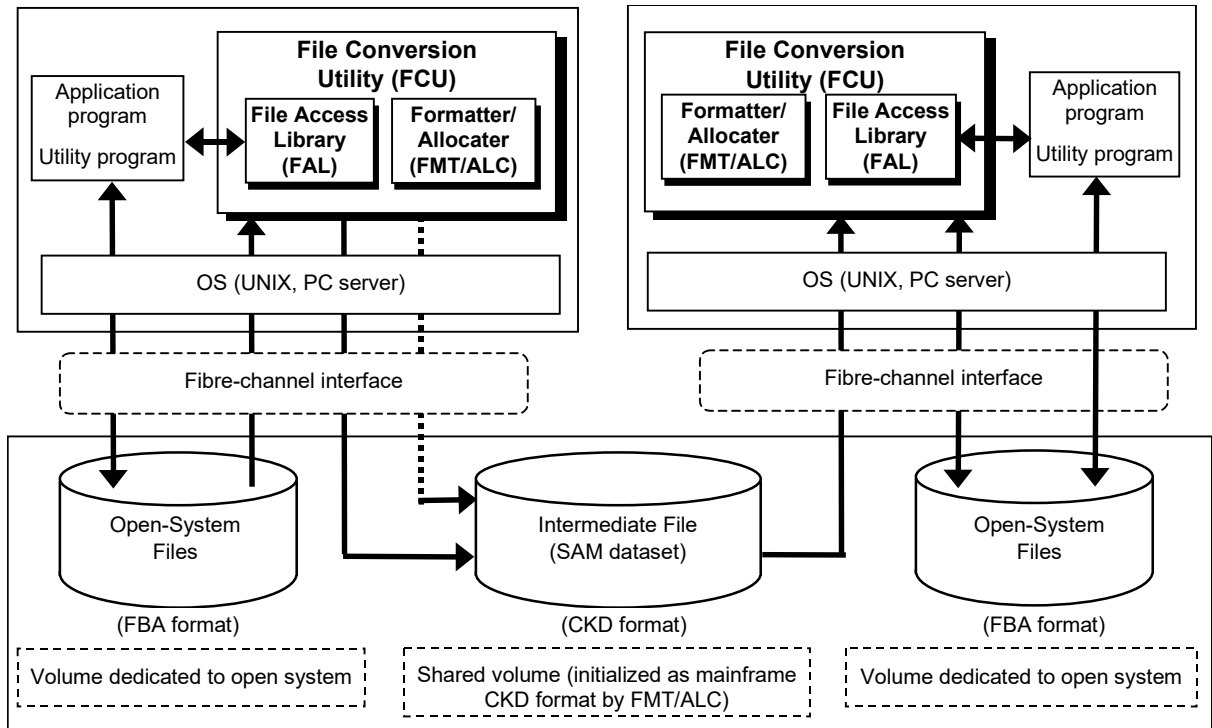 File Conversion
Utility (FCU)
Application
program
Utility program
File Access
Library
(FAL)
Formatter/
Allocater
(FMT/ALC)
OS (UNIX, PC server)
Fibre-channel interface
File Conversion
Utility (FCU)
Formatter/
Allocater
(FMT/ALC)
File Access
Library
(FAL)
Application
program
Utility program
OS (UNIX, PC server)
Fibre-channel interface
Open-System
Files
(FBA format)
Volume dedicated to open system
Intermediate File
(SAM dataset)
(CKD format)
Shared volume (initialized as mainframe
CKD format by FMT/ALC)
Open-System
Files
(FBA format)
Volume dedicated to open system